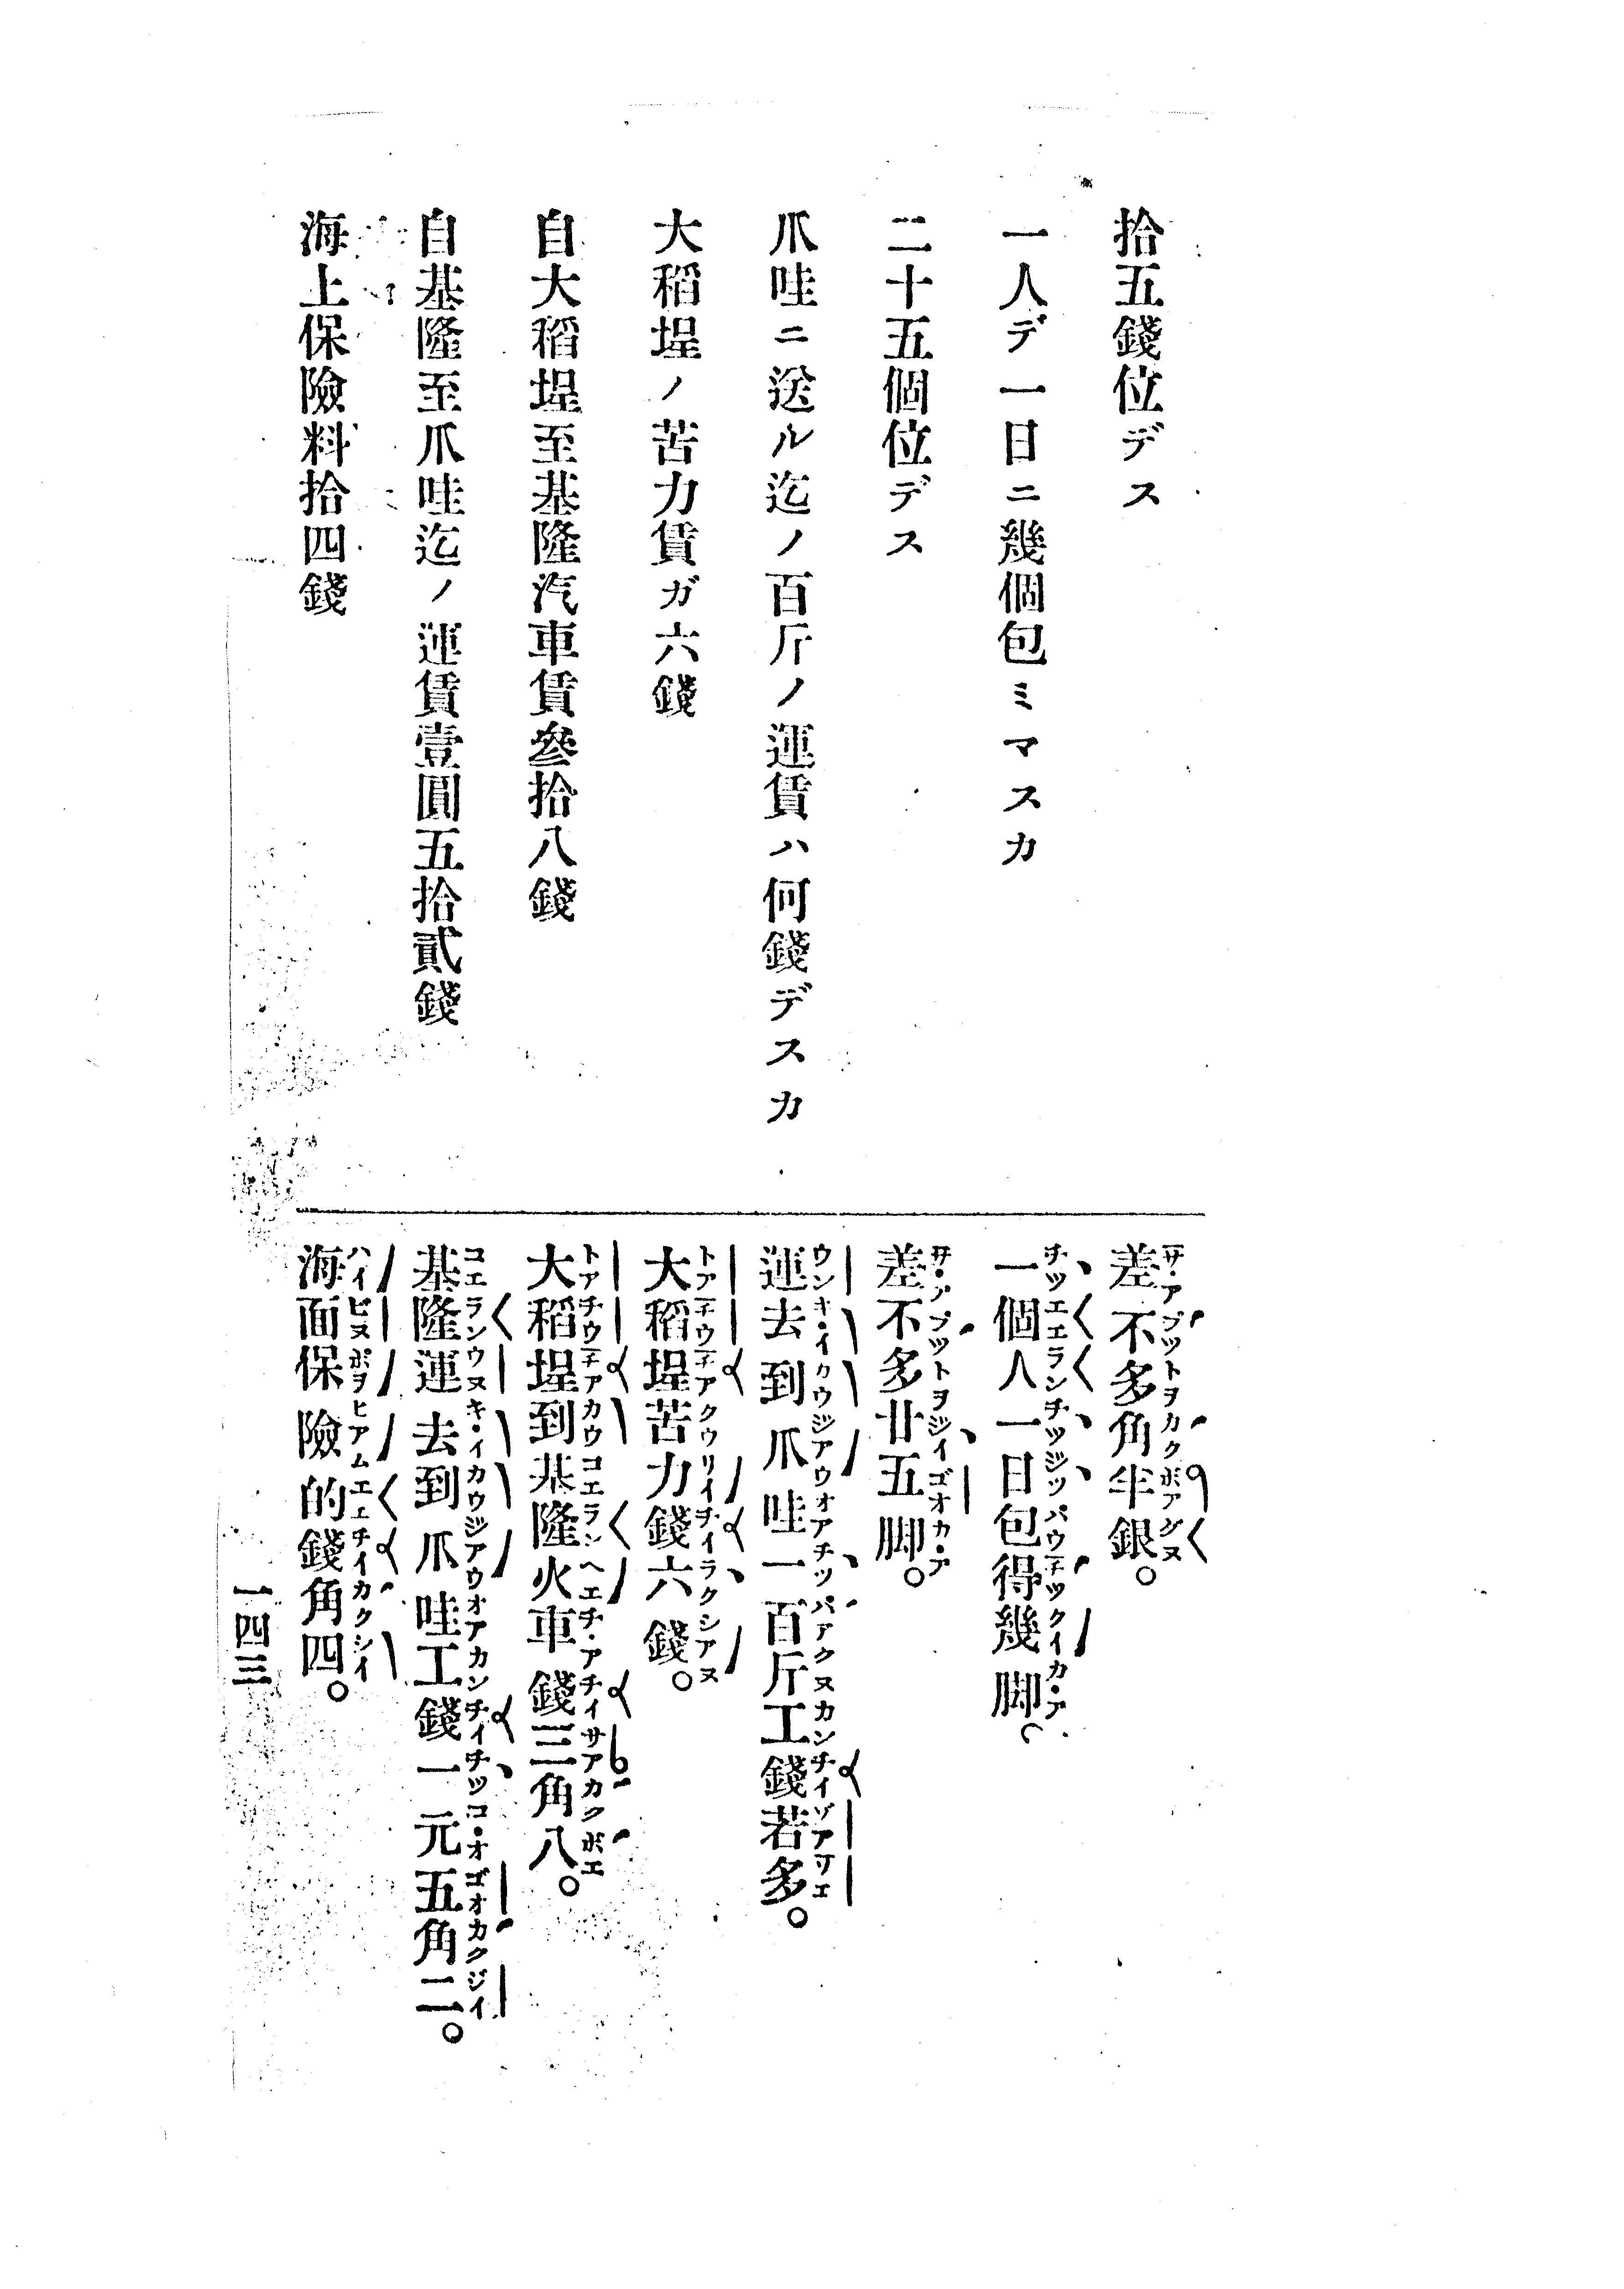 拾五錢位デス
一人デ一日ニ幾個包ミマスカ
二十五個位デス
爪哇ニ送ル迄ノ百斤ノ運賃ハ何錢デスカ
大稻埕ノ苦力賃ガ六錢
自大稻埕至基隆汽車賃參拾八錢
自基隆至爪哇迄ノ運賃壹圓五拾貳錢
海上保險料拾四錢
差不多角半銀。
一個人一日包得幾脚。
差不多廿五脚。
運去到爪哇一百斤工錢若多。
大稻埕苦力錢六錢。
大稻埕到基隆火車錢三角八。
基隆運去到爪哇工錢一元五角二。
海面保險的錢角四。
一四三